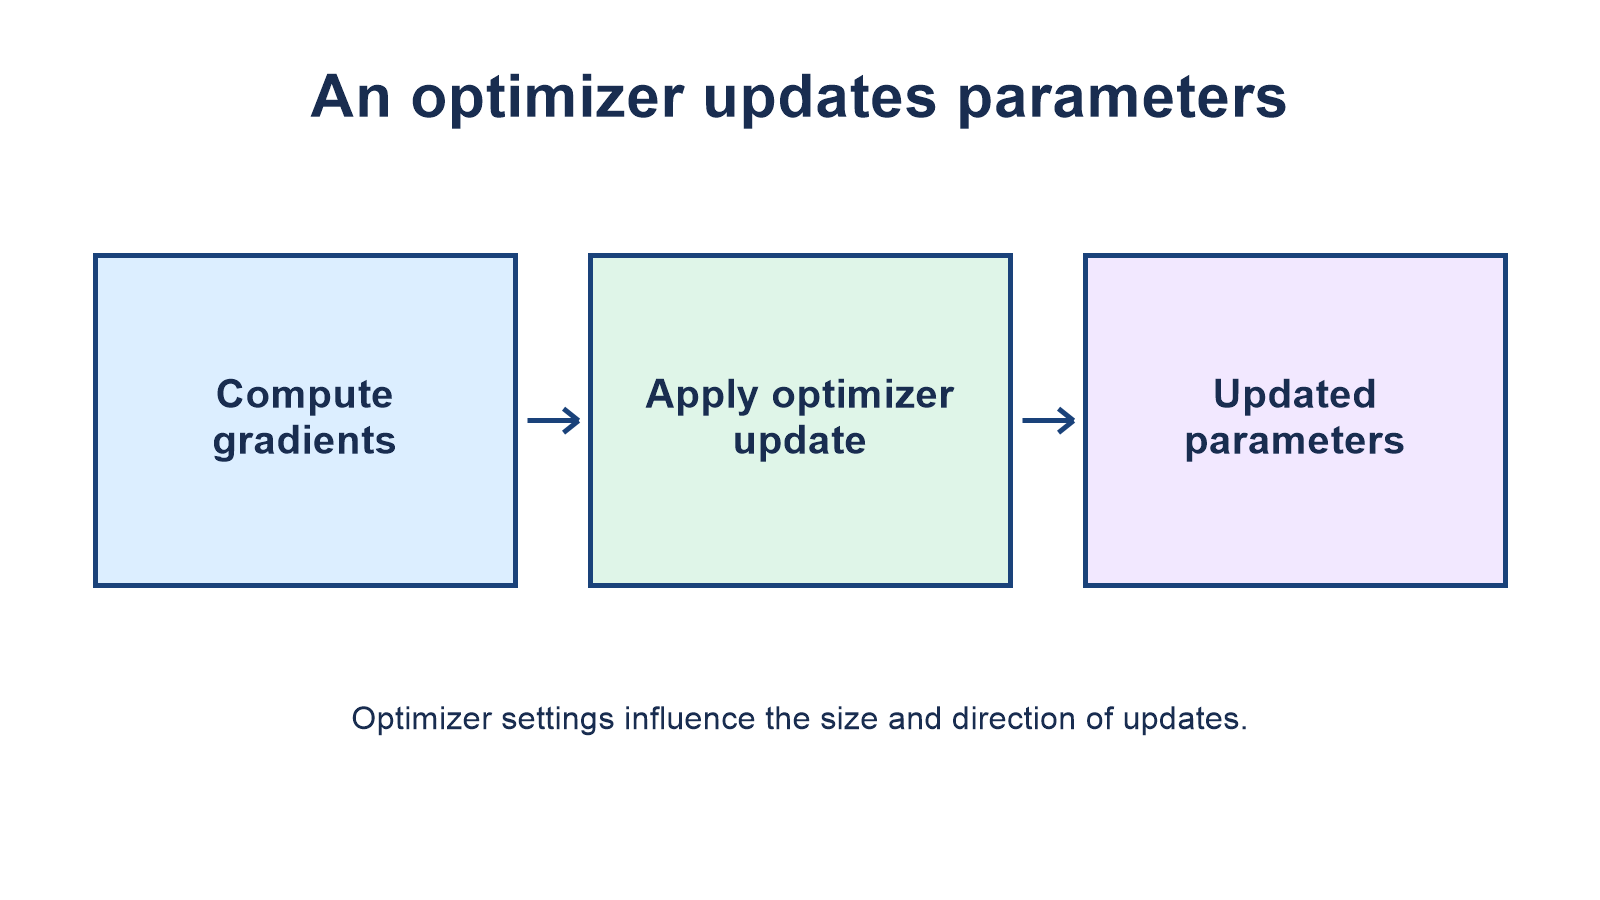 An optimizer updates parameters
Compute
gradients
Apply optimizer
update
Updated
parameters
Optimizer settings influence the size and direction of updates.